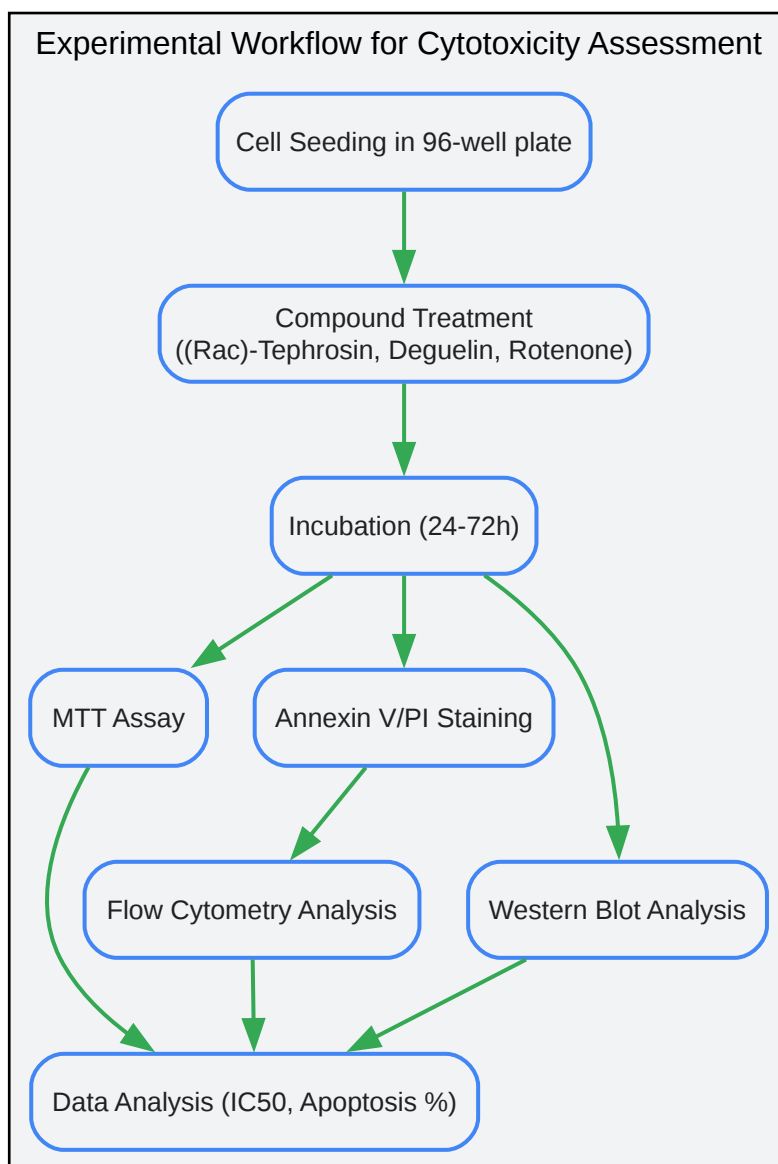 Experimental Workflow for Cytotoxicity Assessment
Cell Seeding in 96-well plate
Compound Treatment
((Rac)-Tephrosin, Deguelin, Rotenone)
Incubation (24-72h)
MTT Assay
Annexin V/PI Staining
Flow Cytometry Analysis
Western Blot Analysis
Data Analysis (IC50, Apoptosis %)